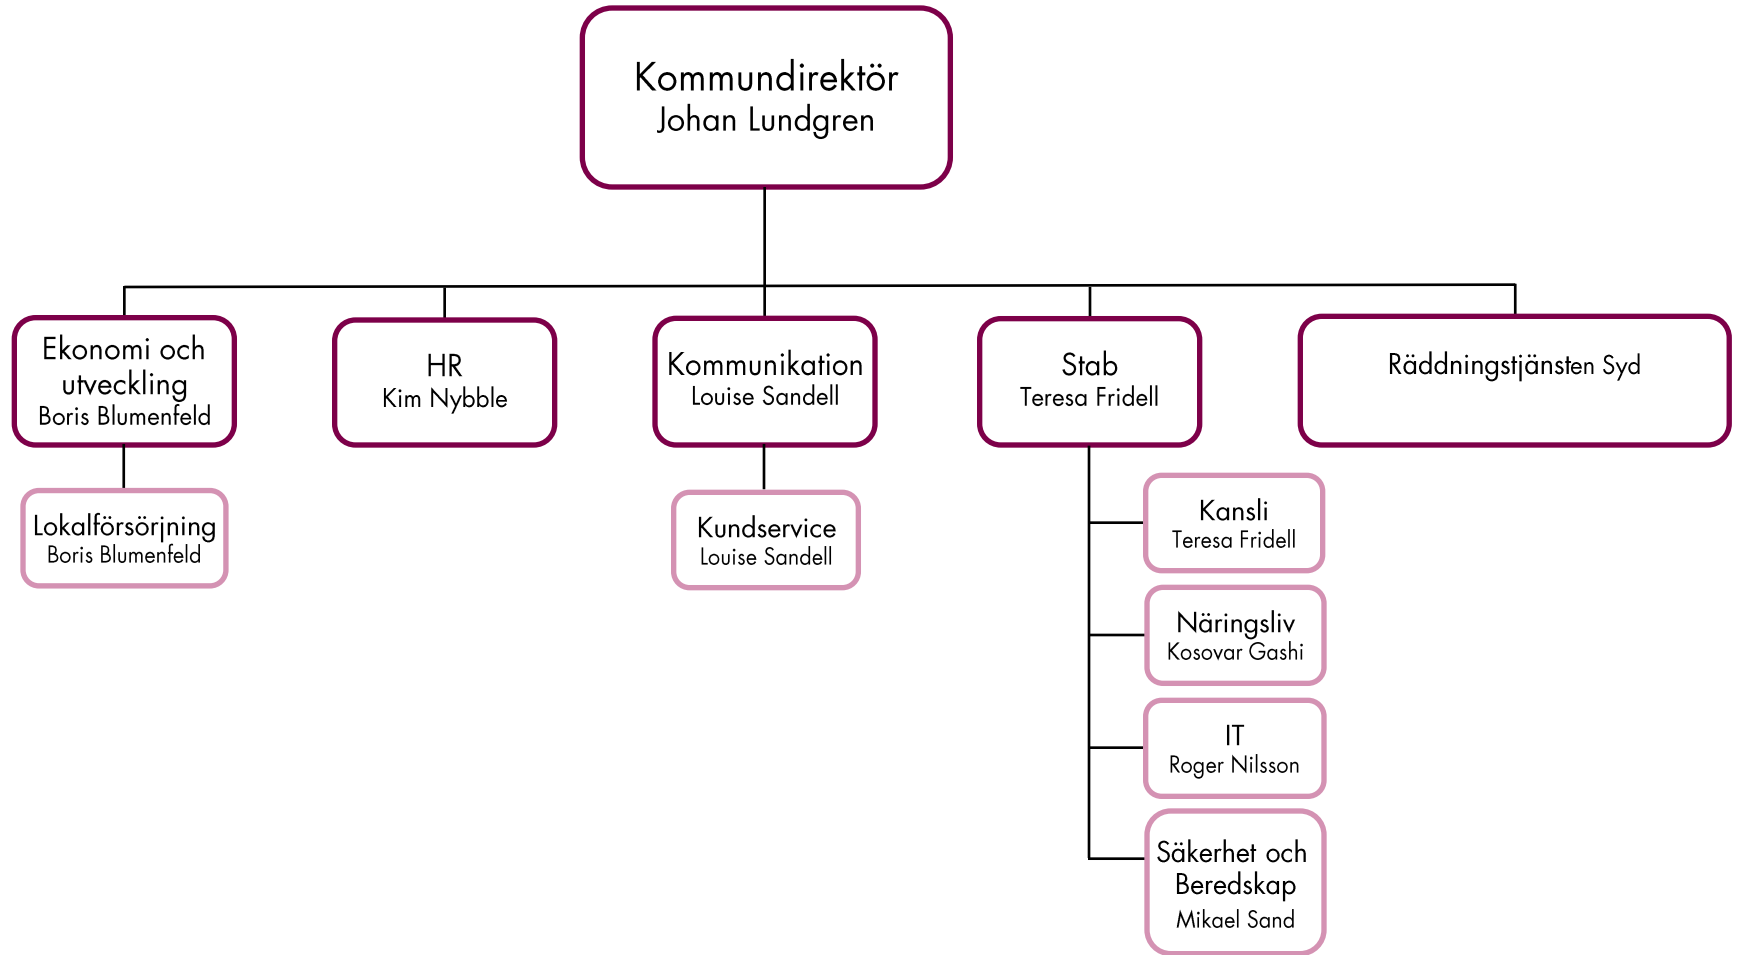 Kommundirektör
Johan Lundgren
Ekonomi och
utveckling
Boris Blumenfeld
HR
Kim Nybble
Kommunikation
Louise Sandell
Stab
Teresa Fridell
Räddningstjänsten Syd
Lokalförsörjning
Boris Blumenfeld
Kundservice
Louise Sandell
Kansli
Teresa Fridell
Näringsliv
Kosovar Gashi
IT
Roger Nilsson
Säkerhet och
Beredskap
Mikael Sand